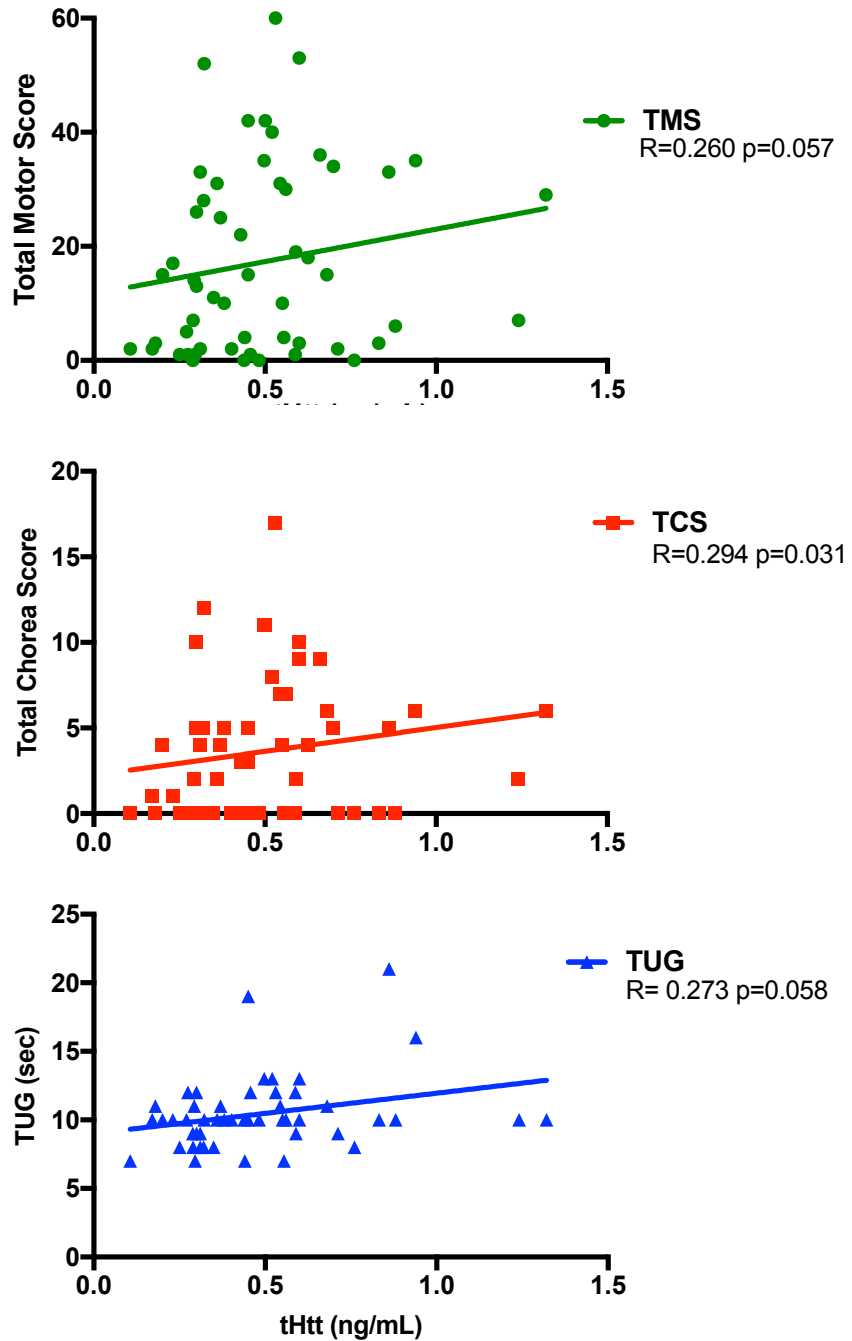 Total Motor Score
60
40
20
0
0.0 0.5 1.0 1.5
TMS
R=0.260 p=0.057
Total Chorea Score
20
15
10
5
0
0.0 0.5 1.0 1.5
TCS
R=0.294 p=0.031
TUG (sec)
25
20
15
10
5
0
0.0 0.5 1.0 1.5
tHtt (ng/mL)
TUG
R= 0.273 p=0.058